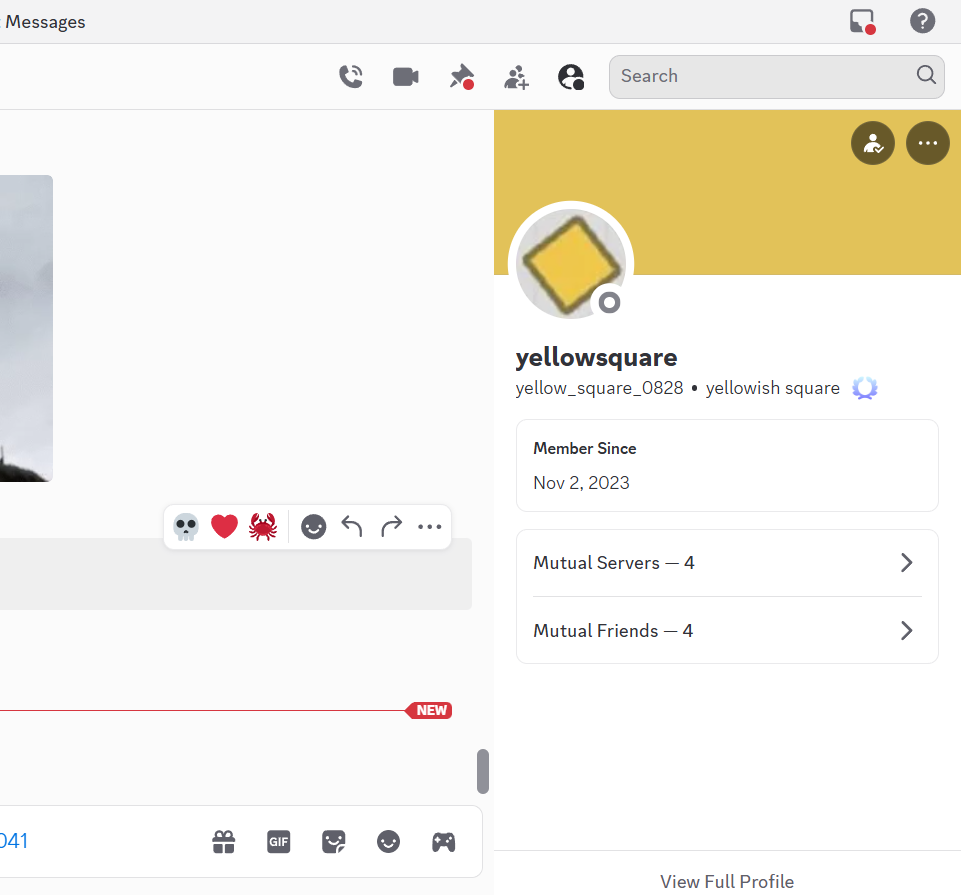 Messages
Search
yellowsquare
yellow_square_0828 • yellowish square
Member Since
Nov 2, 2023
Mutual Servers — 4
Mutual Friends — 4
NEW
041
GIF
View Full Profile